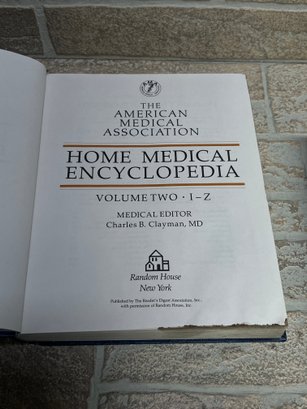 THE
AMERICAN
MEDICAL
ASSOCIATION
HOME MEDICAL
ENCYCLOPEDIA
VOLUME TWO · I–Z
MEDICAL EDITOR
Charles B. Clayman, MD
Random House
New York
Published by The Reader's Digest Association, Inc.,
with permission of Random House, Inc.